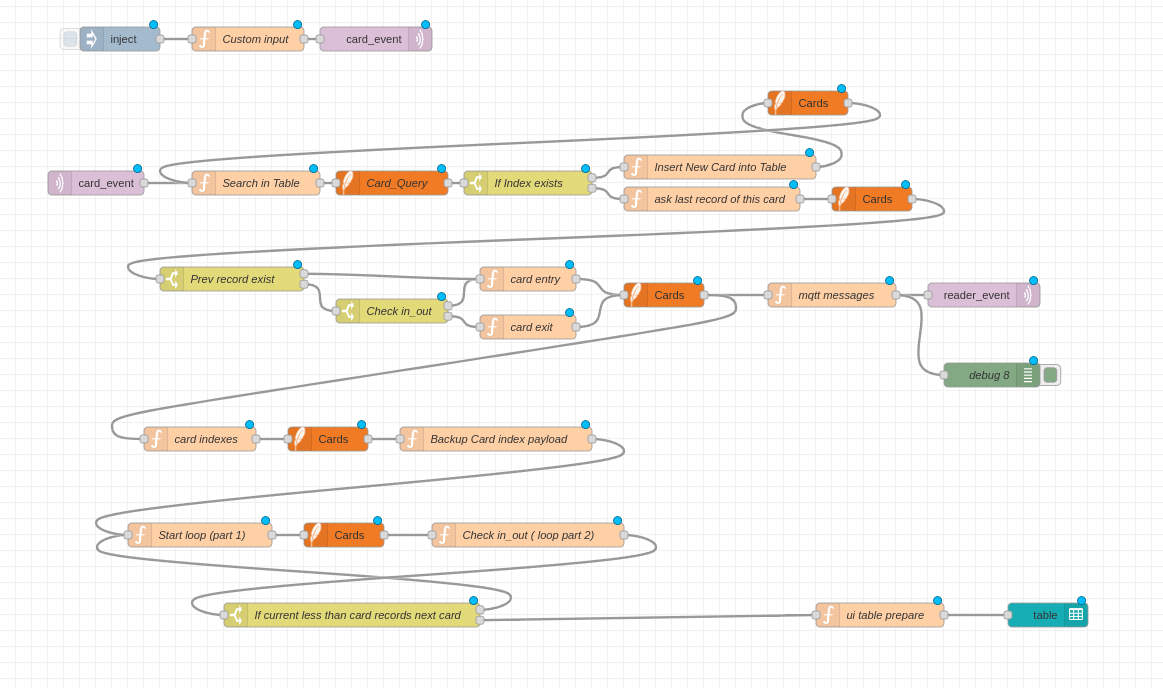 inject
Custom input
card_event
Cards
card_event
Search in Table
Card_Query
If Index exists
Insert New Card into Table
ask last record of this card
Cards
Prev record exist
Check in_out
card entry
card exit
Cards
mqtt messages
reader_event
debug 8
card indexes
Cards
Backup Card index payload
Start loop (part 1)
Cards
Check in_out ( loop part 2)
If current less than card records next card
ui table prepare
table